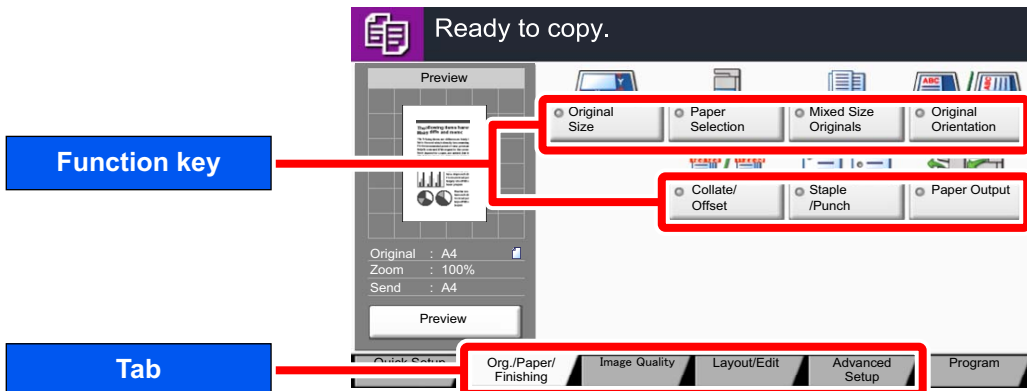 Ready to copy.
Preview
ABC
Original Size
Paper Selection
Mixed Size Originals
Original Orientation
Function key
Collate/ Offset
Staple /Punch
Paper Output
Original : A4
Zoom : 100%
Send : A4
Preview
Tab
Quick Setup
Org./Paper/ Finishing
Image Quality
Layout/Edit
Advanced Setup
Program